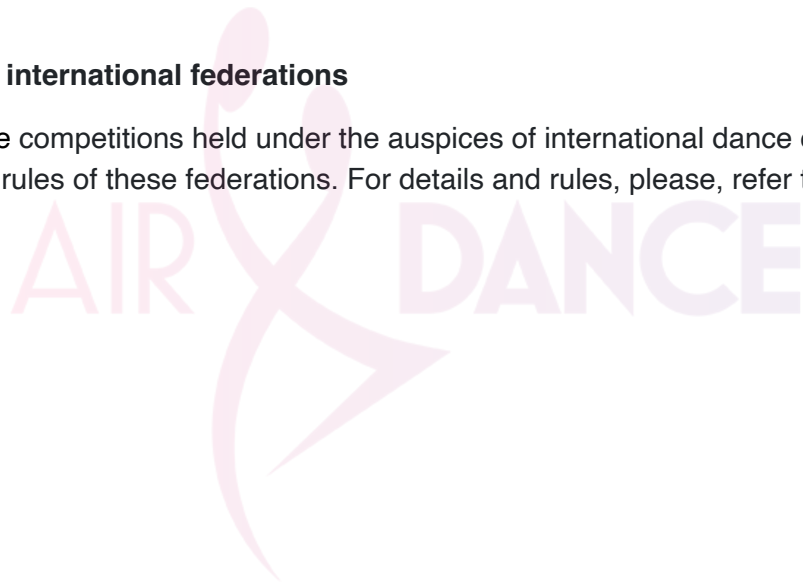 international federations
e competitions held under the auspices of international dance
rules of these federations. For details and rules, please, refer
AIR DANCE